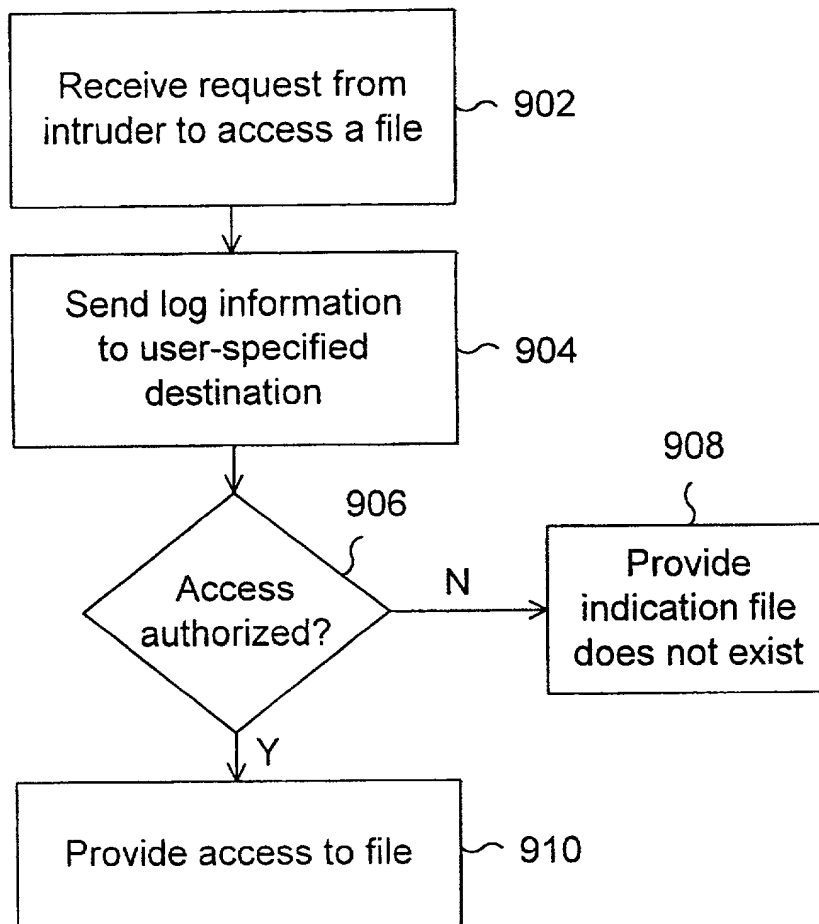 Receive request from
intruder to access a file
902
Send log information
to user-specified
destination
904
906
Access
authorized?
N
908
Provide
indication file
does not exist
Y
Provide access to file
910